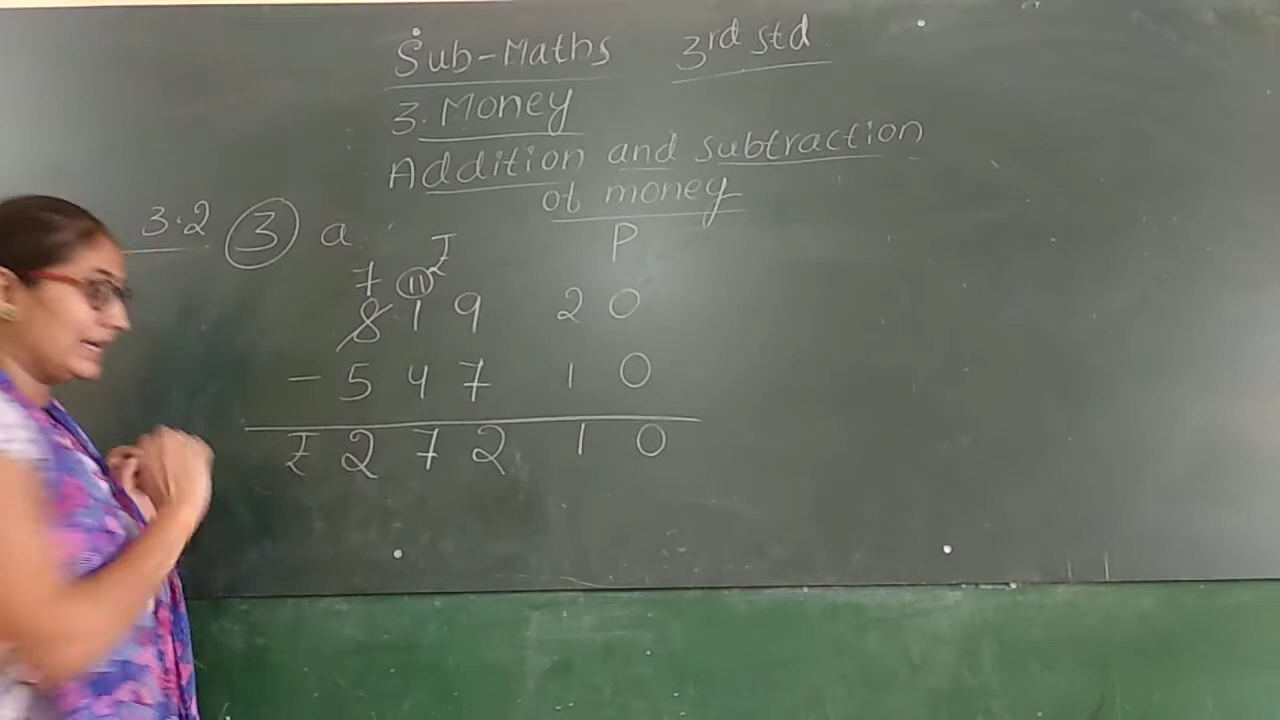 Sub-Maths 3rd std
3. Money
Addition and subtraction
of money
3.2 (3) a
₹ P
7 (11)
8 1 9 2 0
- 5 4 7 1 0
₹ 2 7 2 1 0